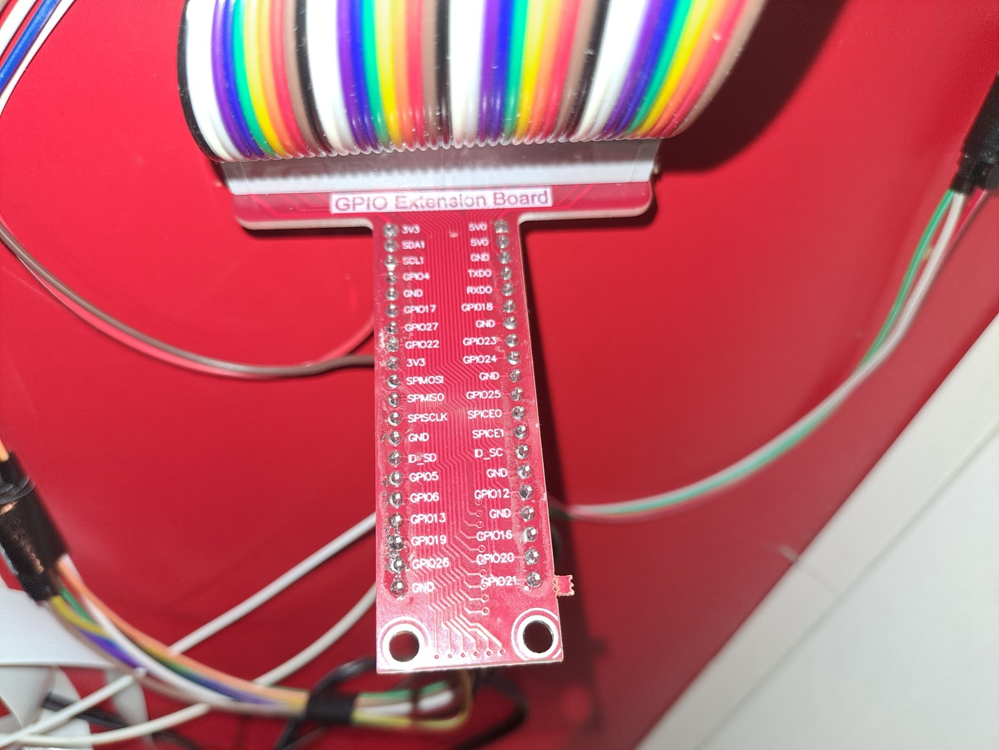 GPIO Extension Board
3V3 5V0
SDA1 5V0
SCL1 GND
GPIO4 TXD0
GND RXD0
GPIO17 GPIO18
GPIO27 GND
GPIO22 GPIO23
3V3 GPIO24
SPIMOSI GND
SPIMISO GPIO25
SPISCLK SPICE0
GND SPICE1
ID_SD ID_SC
GPIO5 GND
GPIO6 GPIO12
GPIO13 GND
GPIO19 GPIO16
GPIO26 GPIO20
GND GPIO21